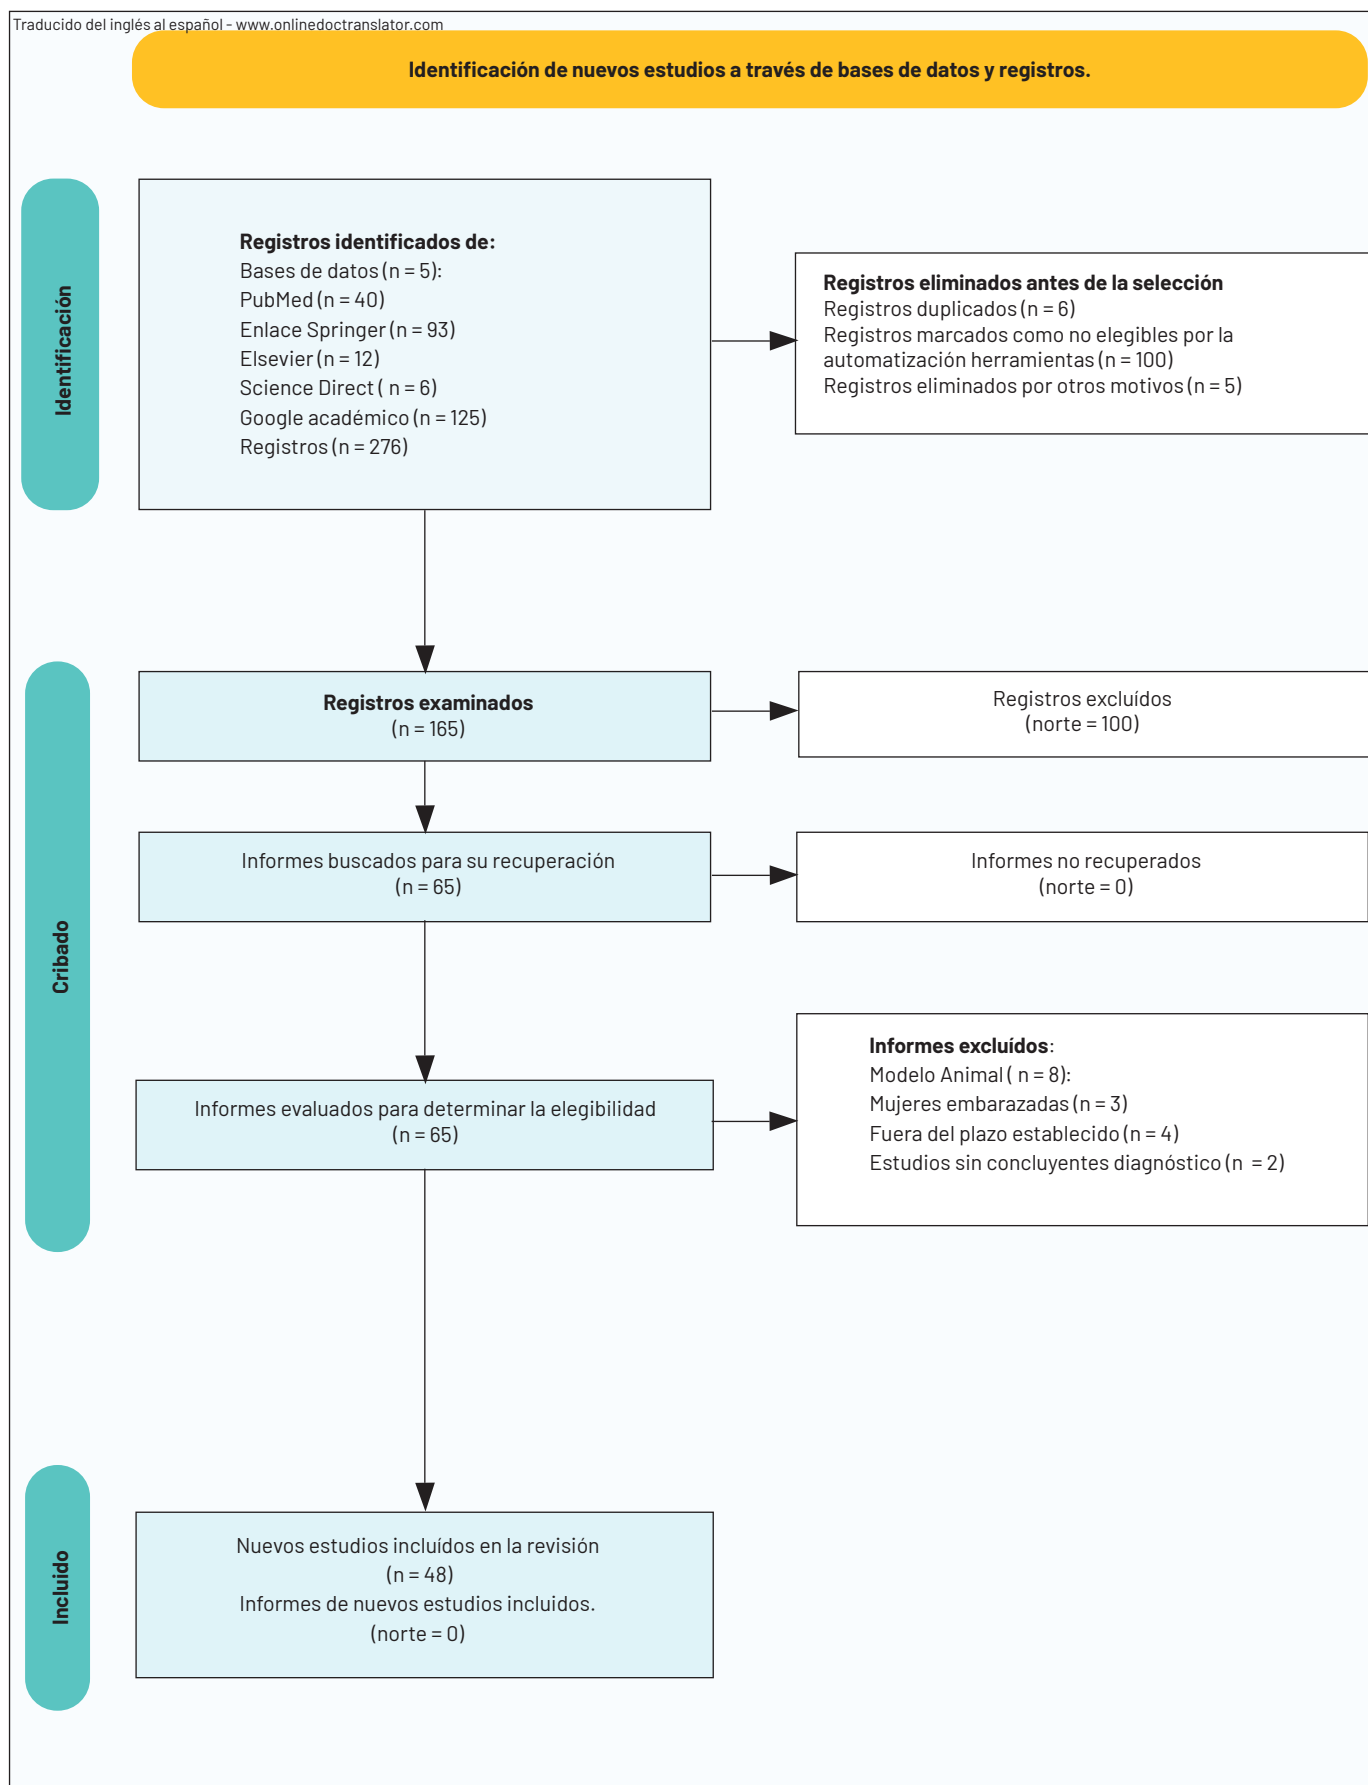 Traducido del inglés al español - www.onlinedoctranslator.com
Identificación de nuevos estudios a través de bases de datos y registros.
Identificación
Registros identificados de:
Bases de datos (n = 5):
PubMed (n = 40)
Enlace Springer (n = 93)
Elsevier (n = 12)
Science Direct ( n = 6)
Google académico (n = 125)
Registros (n = 276)
Registros eliminados antes de la selección
Registros duplicados (n = 6)
Registros marcados como no elegibles por la
automatización herramientas (n = 100)
Registros eliminados por otros motivos (n = 5)
Cribado
Registros examinados
(n = 165)
Registros excluídos
(norte = 100)
Informes buscados para su recuperación
(n = 65)
Informes no recuperados
(norte = 0)
Informes evaluados para determinar la elegibilidad
(n = 65)
Informes excluídos:
Modelo Animal ( n = 8):
Mujeres embarazadas (n = 3)
Fuera del plazo establecido (n = 4)
Estudios sin concluyentes diagnóstico (n = 2)
Incluido
Nuevos estudios incluídos en la revisión
(n = 48)
Informes de nuevos estudios incluidos.
(norte = 0)